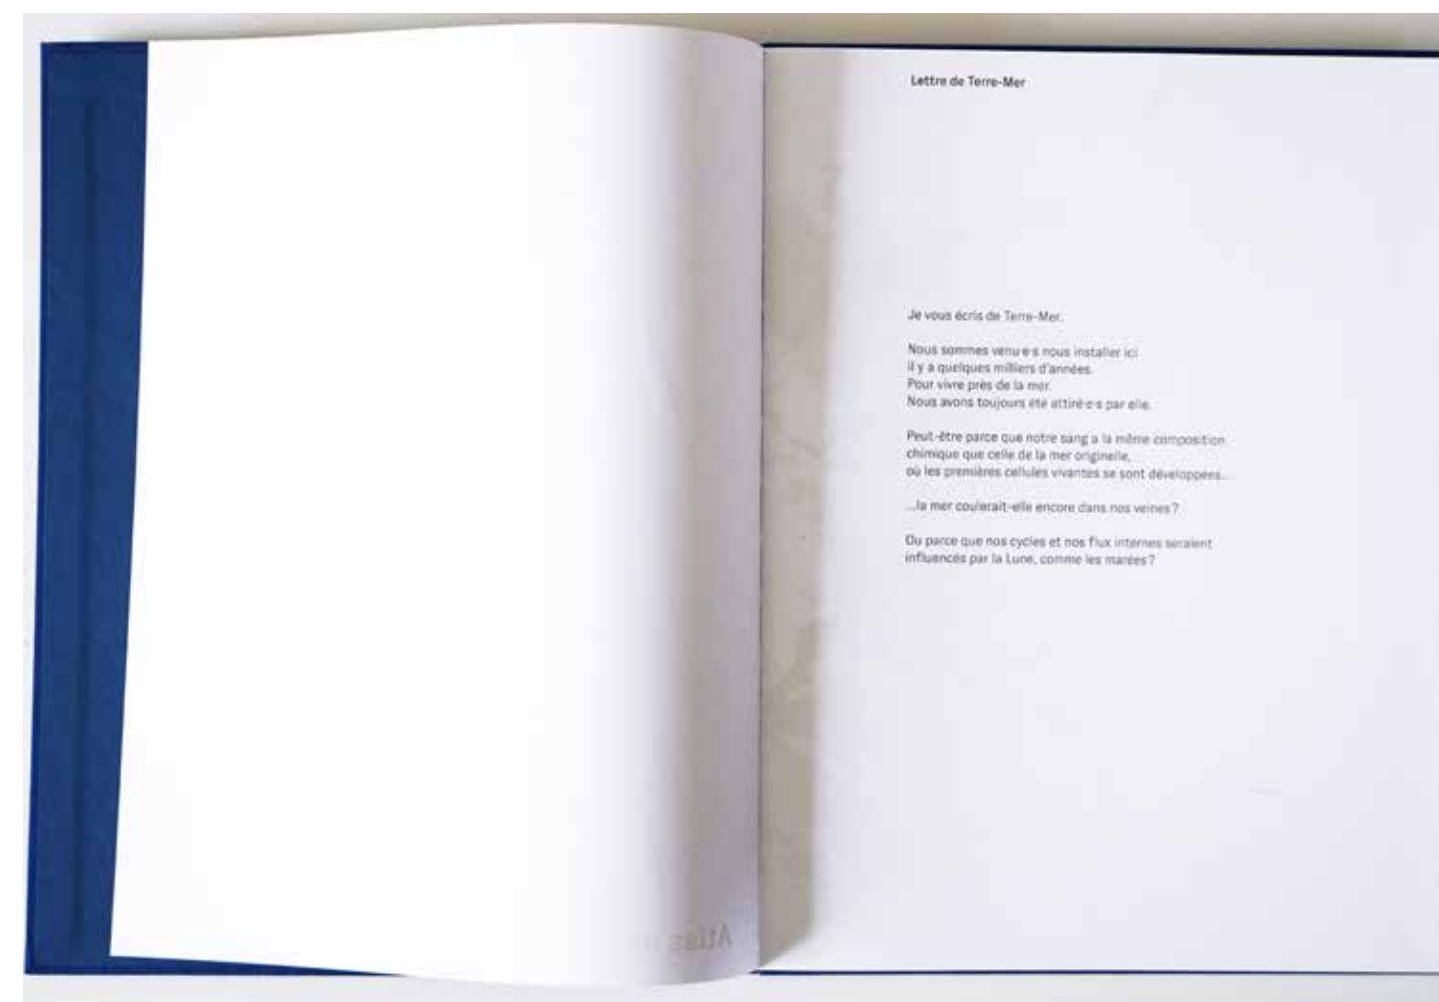 Lettre de Terre-Mer
Je vous écris de Terre-Mer.
Nous sommes venu·e·s nous installer ici
il y a quelques milliers d'années.
Pour vivre près de la mer.
Nous avons toujours été attiré·e·s par elle.
Peut-être parce que notre sang a la même composition
chimique que celle de la mer originelle,
où les premières cellules vivantes se sont développées...
...la mer coulerait-elle encore dans nos veines ?
Ou parce que nos cycles et nos flux internes seraient
influencés par la Lune, comme les marées ?
Atlas